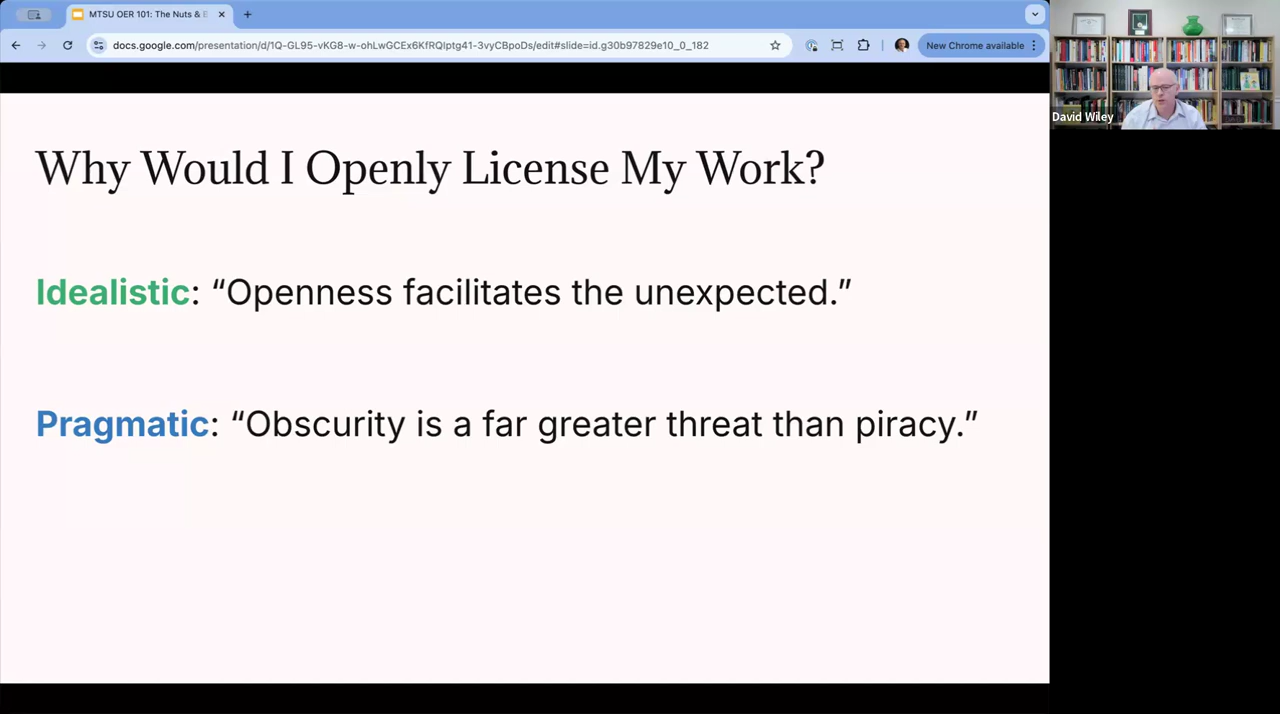 MTSU OER 101: The Nuts & B
docs.google.com/presentation/d/1Q-GL95-vKG8-w-ohLwGCEx6KfRQlptg41-3vyCBpoDs/edit#slide=id.g30b97829e10_0_182
New Chrome available
David Wiley
Why Would I Openly License My Work?
Idealistic: “Openness facilitates the unexpected.”
Pragmatic: “Obscurity is a far greater threat than piracy.”